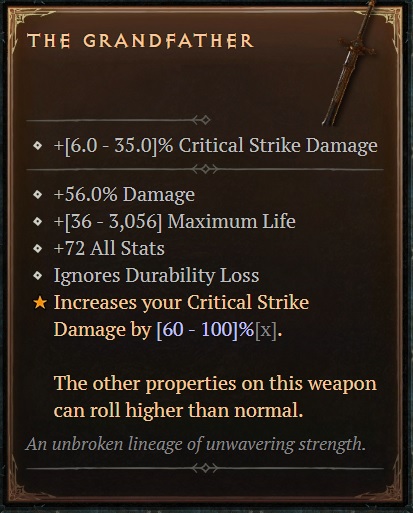 THE GRANDFATHER
+[6.0 - 35.0]% Critical Strike Damage
+56.0% Damage
+[36 - 3,056] Maximum Life
+72 All Stats
Ignores Durability Loss
Increases your Critical Strike
Damage by [60 - 100]%[x].
The other properties on this weapon
can roll higher than normal.
An unbroken lineage of unwavering strength.